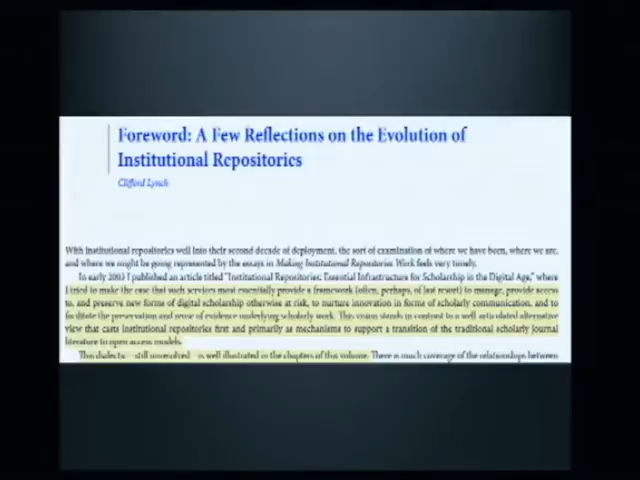 Foreword: A Few Reflections on the Evolution of
Institutional Repositories
Clifford Lynch
With institutional repositories well into their second decade of deployment, the sort of examination of where we have been, where we are,
and where we might be going represented by the essays in Making Institutional Repositories Work feels very timely.
In early 2003 I published an article titled "Institutional Repositories: Essential Infrastructure for Scholarship in the Digital Age," where
I tried to make the case that such services most essentially provide a framework (often, perhaps, of last resort) to manage, provide access
to, and preserve new forms of digital scholarship otherwise at risk, to nurture innovation in forms of scholarly communication, and to
facilitate the preservation and reuse of evidence underlying scholarly work. This vision stands in contrast to a well articulated alternative
view that casts institutional repositories first and primarily as mechanisms to support a transition of the traditional scholarly journal
literature to open access models.
This dialectic still unresolved is well illustrated in the chapters of this volume. There is much coverage of the relationships between